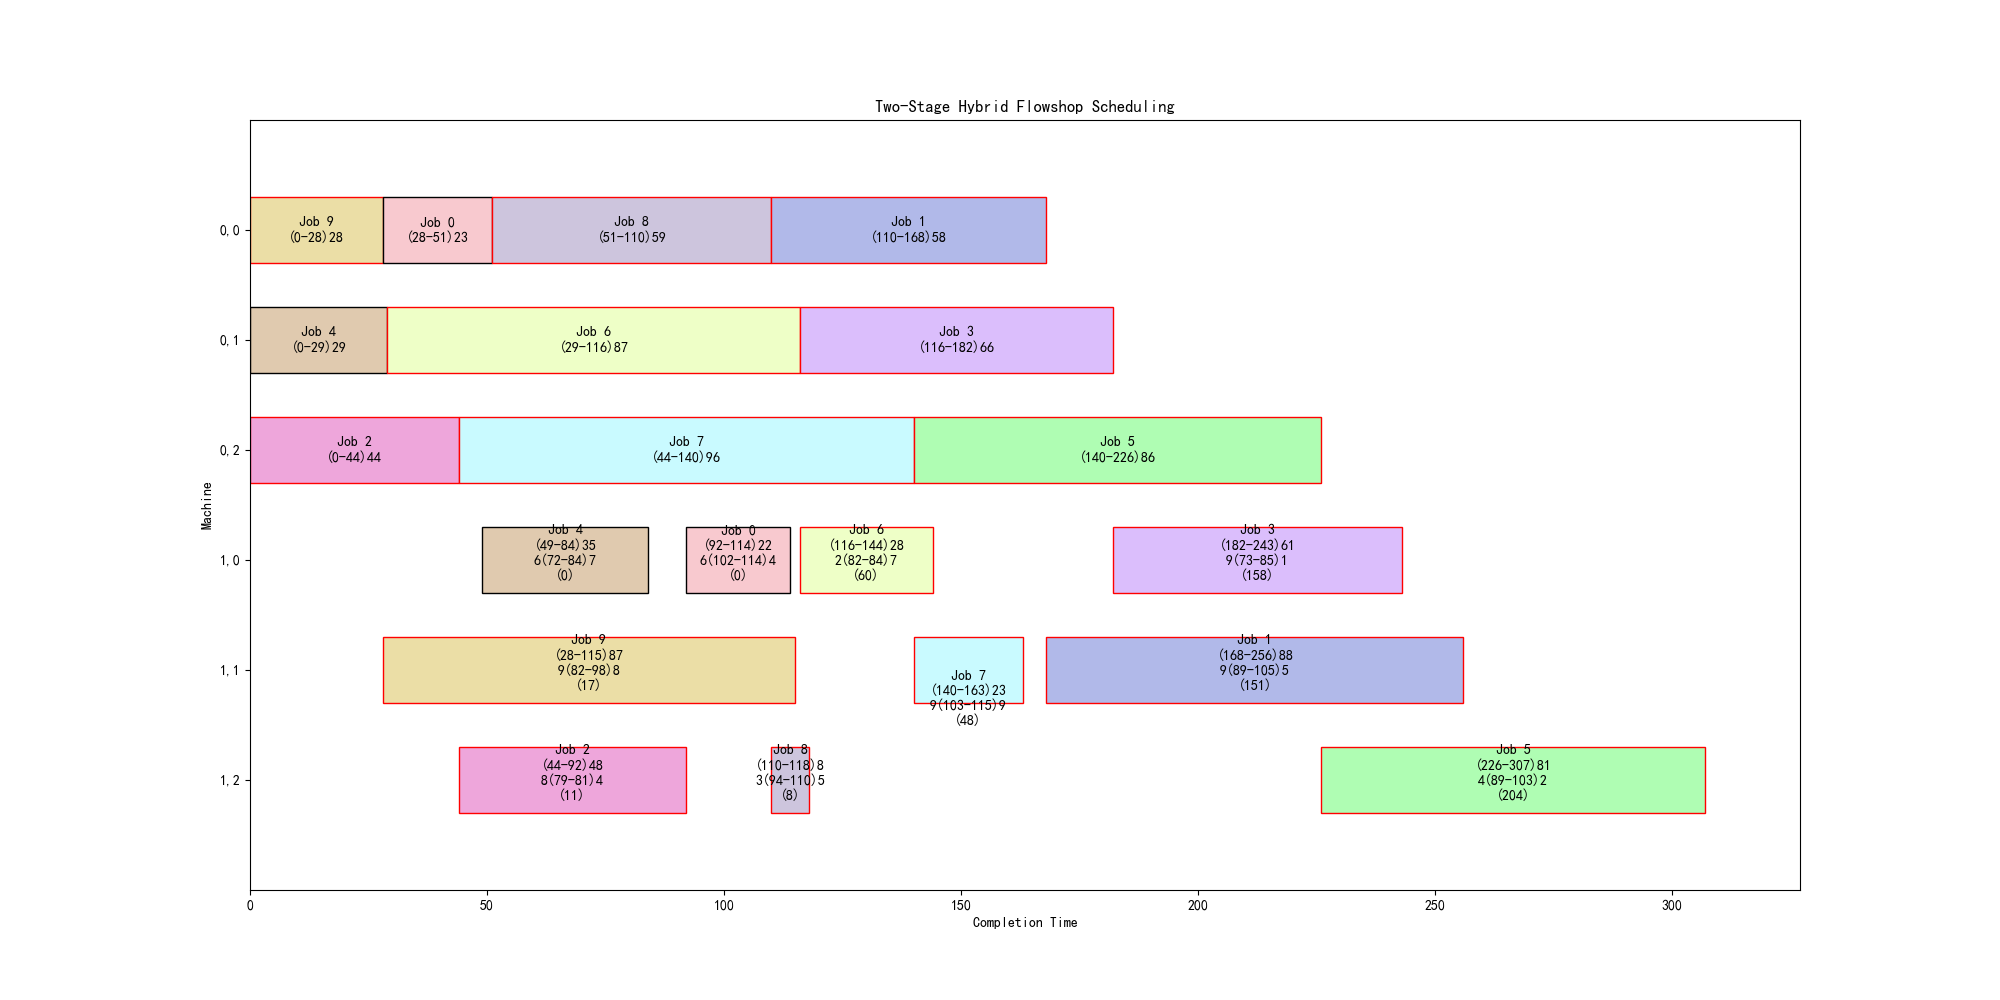 Two-Stage Hybrid Flowshop Scheduling
0,0
Job 9
(0-28)28
Job 0
(28-51)23
Job 8
(51-110)59
Job 1
(110-168)58
0,1
Job 4
(0-29)29
Job 6
(29-116)87
Job 3
(116-182)66
0,2
Job 2
(0-44)44
Job 7
(44-140)96
Job 5
(140-226)86
Machine
1,0
Job 4
(49-84)35
6(72-84)7
(0)
Job 0
(92-114)22
6(102-114)4
(0)
Job 6
(116-144)28
2(82-84)7
(60)
Job 3
(182-243)61
9(73-85)1
(158)
1,1
Job 9
(28-115)87
9(82-98)8
(17)
Job 7
(140-163)23
9(103-115)9
(48)
Job 1
(168-256)88
9(89-105)5
(151)
1,2
Job 2
(44-92)48
8(79-81)4
(11)
Job 8
(110-118)8
3(94-110)5
(8)
Job 5
(226-307)81
4(89-103)2
(204)
0
50
100
150
200
250
300
Completion Time